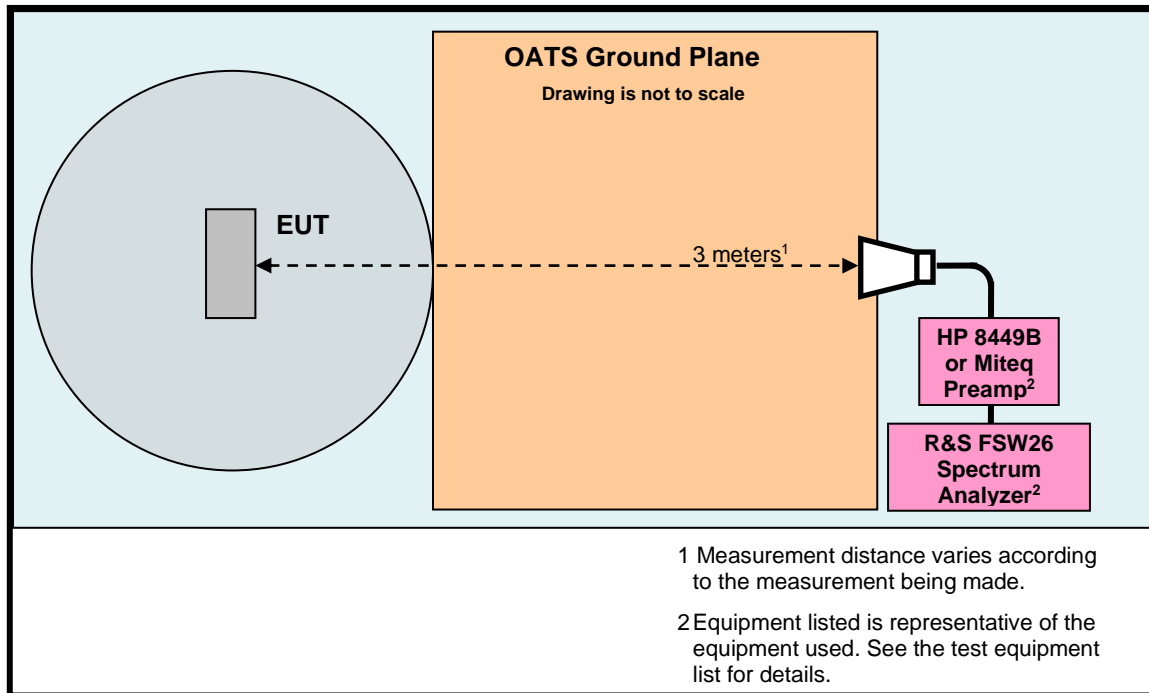 OATS Ground Plane
Drawing is not to scale
EUT
3 meters1
HP 8449B
or Miteq
Preamp2
R&S FSW26
Spectrum
Analyzer2
1 Measurement distance varies according
to the measurement being made.
2 Equipment listed is representative of the
equipment used. See the test equipment
list for details.